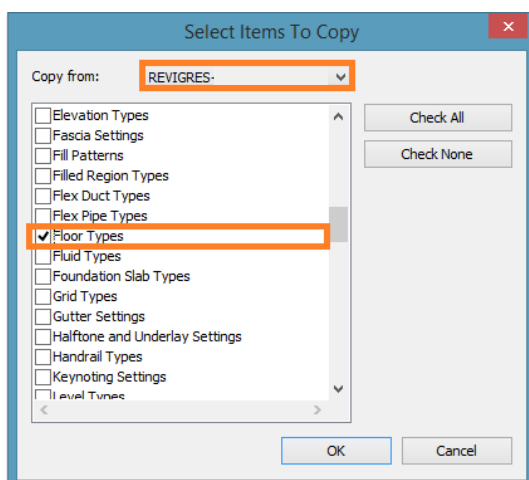 Select Items To Copy
Copy from: REVIGRES-
Elevation Types
Fascia Settings
Fill Patterns
Filled Region Types
Flex Duct Types
Flex Pipe Types
Floor Types
Fluid Types
Foundation Slab Types
Grid Types
Gutter Settings
Halftone and Underlay Settings
Handrail Types
Keynoting Settings
Level Types
Check All
Check None
OK Cancel